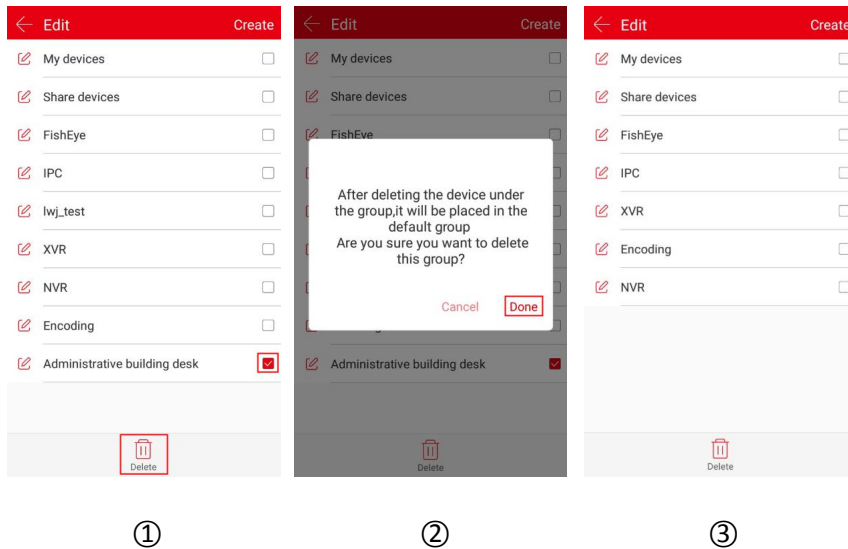 Edit Create
My devices
Share devices
FishEye
IPC
lwj_test
XVR
NVR
Encoding
Administrative building desk
Delete
①
Edit Create
My devices
Share devices
FishEye
After deleting the device under
the group,it will be placed in the
default group
Are you sure you want to delete
this group?
Cancel Done
Administrative building desk
Delete
②
Edit Create
My devices
Share devices
FishEye
IPC
XVR
Encoding
NVR
Delete
③